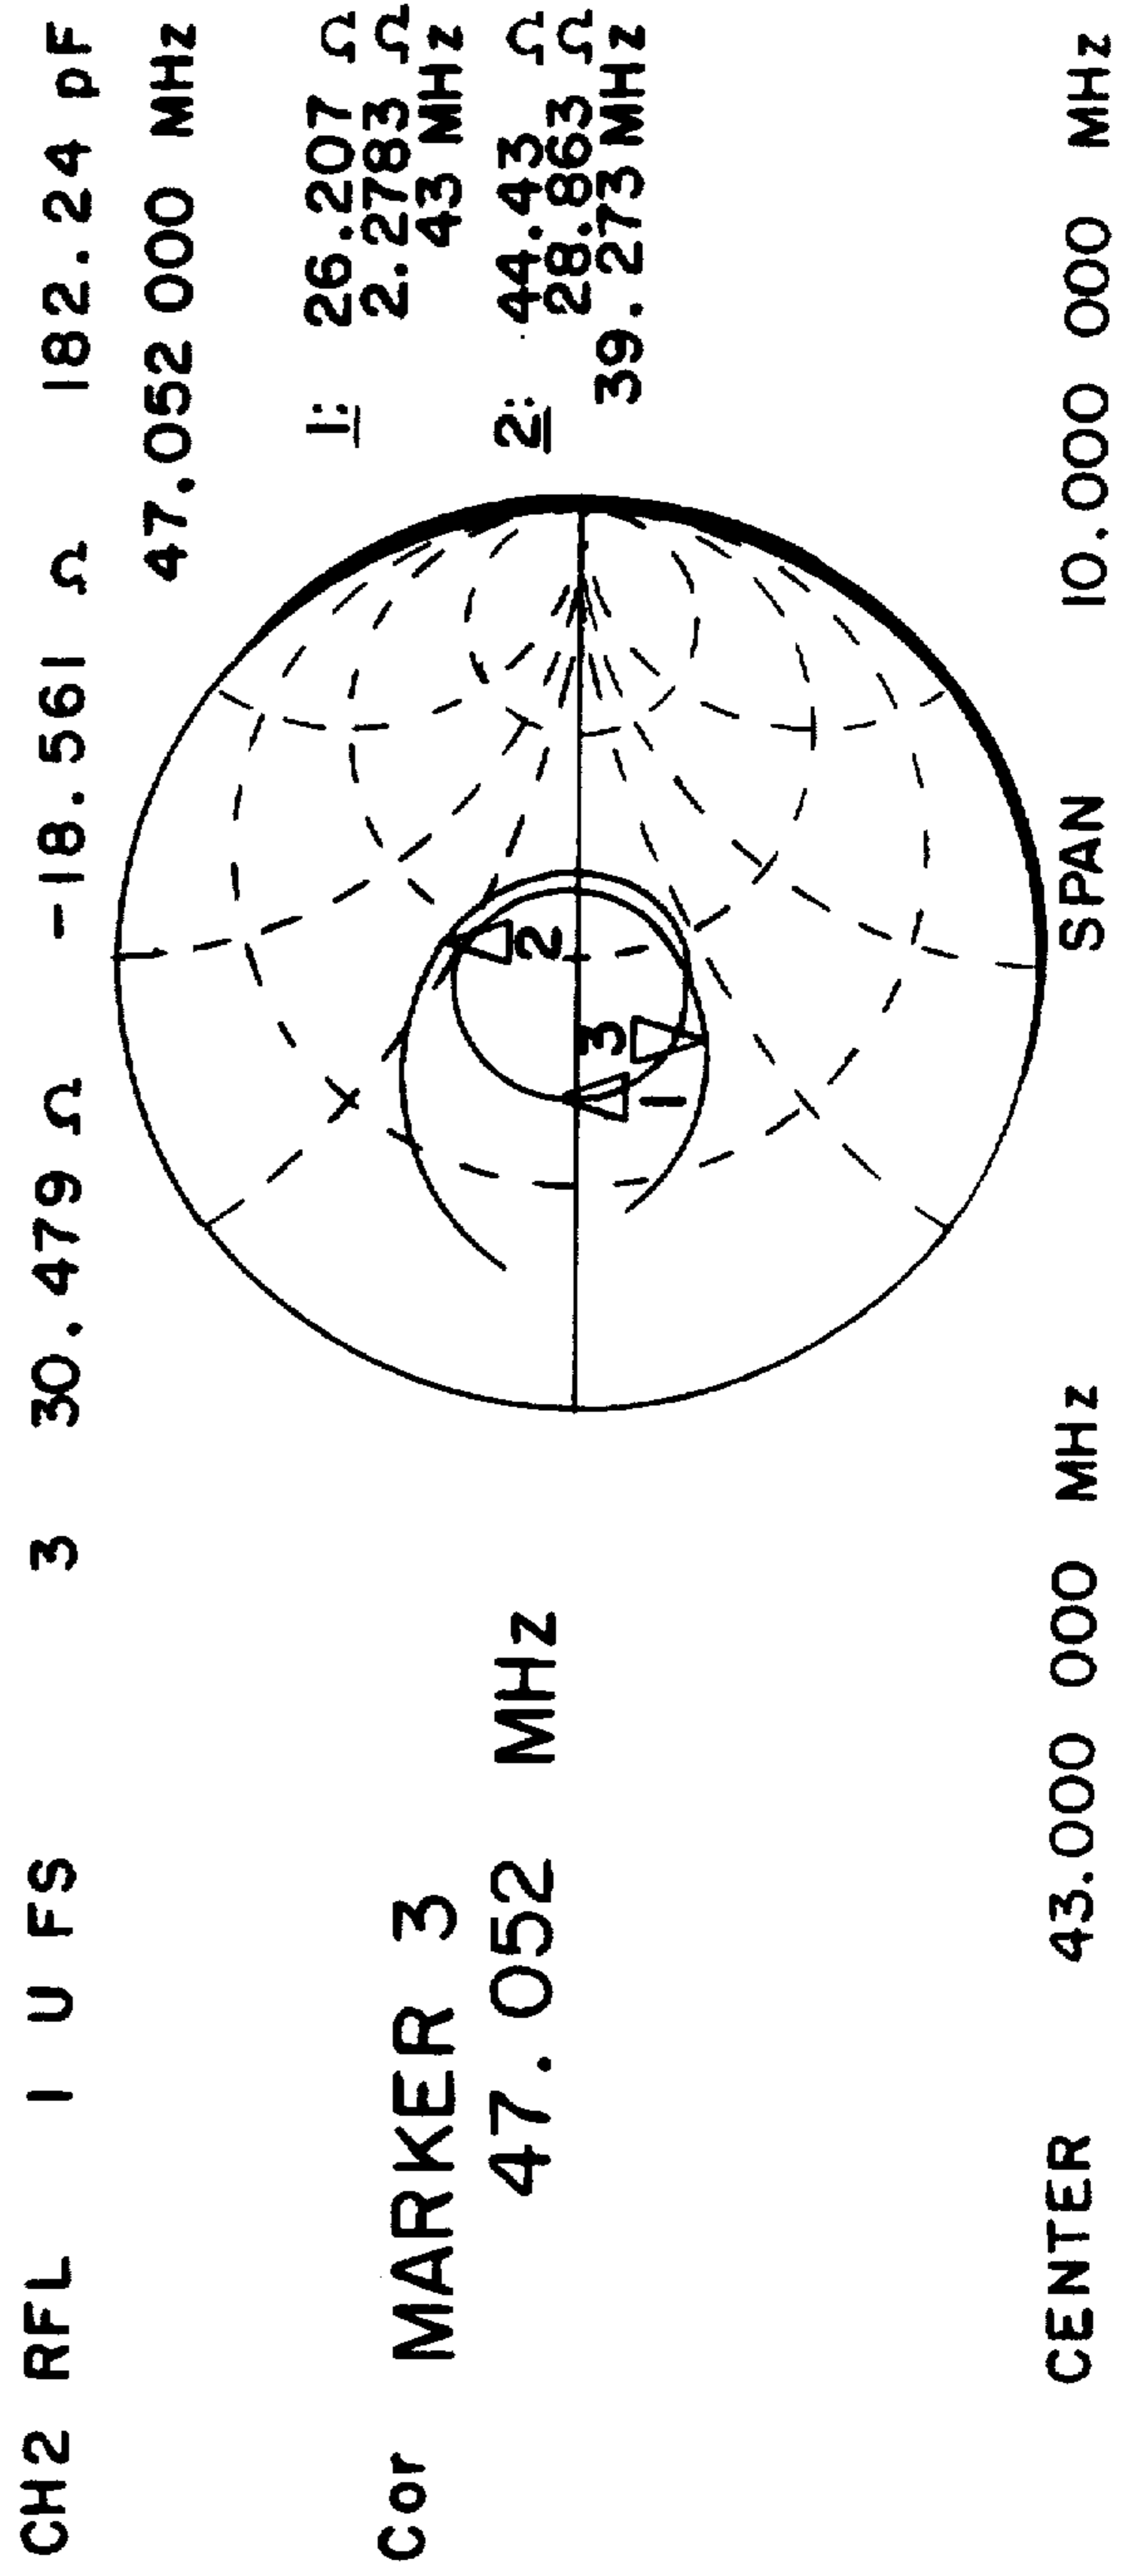 CH2 RFL 1 U FS 3 30.479 Ω -18.561 Ω 182.24 pF
47.052 000 MHz
1: 26.207 Ω
2.2783 Ω
43 MHz
Cor MARKER 3
47.052 MHz
2: 44.43 Ω
28.863 Ω
39.273 MHz
2
3
1
CENTER 43.000 000 MHz SPAN 10.000 000 MHz